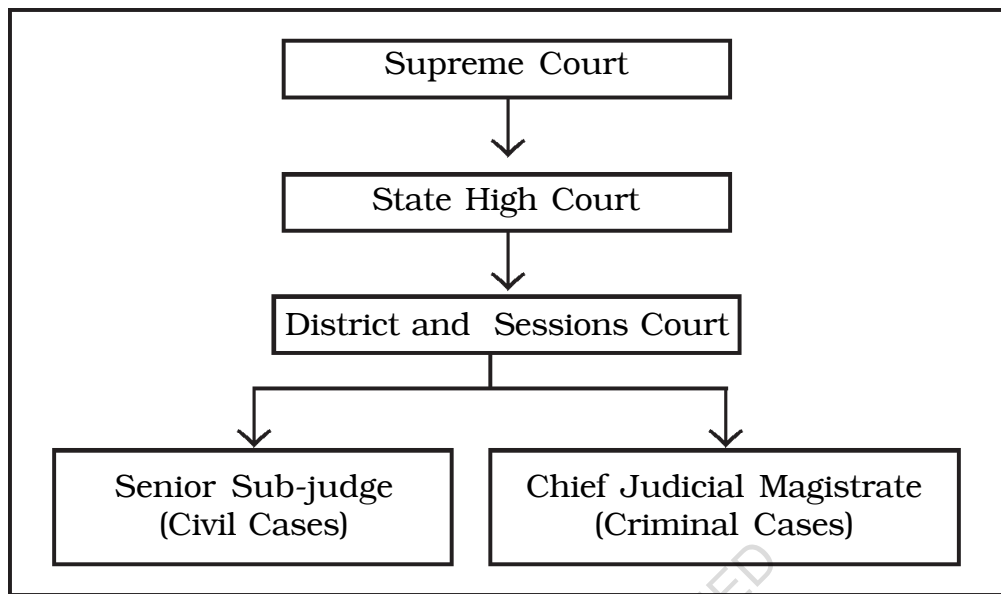 Supreme Court
State High Court
District and Sessions Court
Senior Sub-judge
(Civil Cases)
Chief Judicial Magistrate
(Criminal Cases)